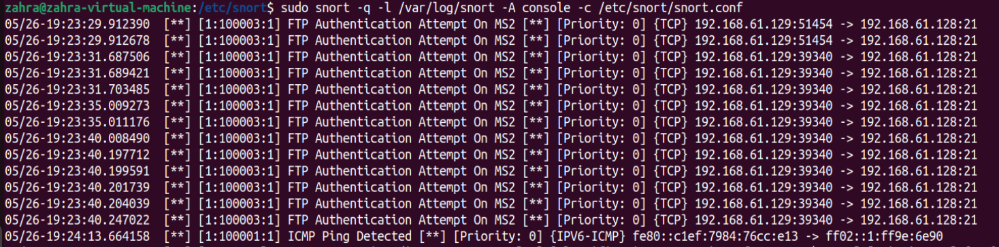 zahra@zahra-virtual-machine:/etc/snort$ sudo snort -q -l /var/log/snort -A console -c /etc/snort/snort.conf
05/26-19:23:29.912390  [**] [1:100003:1] FTP Authentication Attempt On MS2 [**] [Priority: 0] {TCP} 192.168.61.129:51454 -> 192.168.61.128:21
05/26-19:23:29.912678  [**] [1:100003:1] FTP Authentication Attempt On MS2 [**] [Priority: 0] {TCP} 192.168.61.129:51454 -> 192.168.61.128:21
05/26-19:23:31.687506  [**] [1:100003:1] FTP Authentication Attempt On MS2 [**] [Priority: 0] {TCP} 192.168.61.129:39340 -> 192.168.61.128:21
05/26-19:23:31.689421  [**] [1:100003:1] FTP Authentication Attempt On MS2 [**] [Priority: 0] {TCP} 192.168.61.129:39340 -> 192.168.61.128:21
05/26-19:23:31.703485  [**] [1:100003:1] FTP Authentication Attempt On MS2 [**] [Priority: 0] {TCP} 192.168.61.129:39340 -> 192.168.61.128:21
05/26-19:23:35.009273  [**] [1:100003:1] FTP Authentication Attempt On MS2 [**] [Priority: 0] {TCP} 192.168.61.129:39340 -> 192.168.61.128:21
05/26-19:23:35.011176  [**] [1:100003:1] FTP Authentication Attempt On MS2 [**] [Priority: 0] {TCP} 192.168.61.129:39340 -> 192.168.61.128:21
05/26-19:23:40.008490  [**] [1:100003:1] FTP Authentication Attempt On MS2 [**] [Priority: 0] {TCP} 192.168.61.129:39340 -> 192.168.61.128:21
05/26-19:23:40.197712  [**] [1:100003:1] FTP Authentication Attempt On MS2 [**] [Priority: 0] {TCP} 192.168.61.129:39340 -> 192.168.61.128:21
05/26-19:23:40.199591  [**] [1:100003:1] FTP Authentication Attempt On MS2 [**] [Priority: 0] {TCP} 192.168.61.129:39340 -> 192.168.61.128:21
05/26-19:23:40.201739  [**] [1:100003:1] FTP Authentication Attempt On MS2 [**] [Priority: 0] {TCP} 192.168.61.129:39340 -> 192.168.61.128:21
05/26-19:23:40.204039  [**] [1:100003:1] FTP Authentication Attempt On MS2 [**] [Priority: 0] {TCP} 192.168.61.129:39340 -> 192.168.61.128:21
05/26-19:23:40.247022  [**] [1:100003:1] FTP Authentication Attempt On MS2 [**] [Priority: 0] {TCP} 192.168.61.129:39340 -> 192.168.61.128:21
05/26-19:24:13.664158  [**] [1:100001:1] ICMP Ping Detected [**] [Priority: 0] {IPV6-ICMP} fe80::c1ef:7984:76cc:e13 -> ff02::1:ff9e:6e90